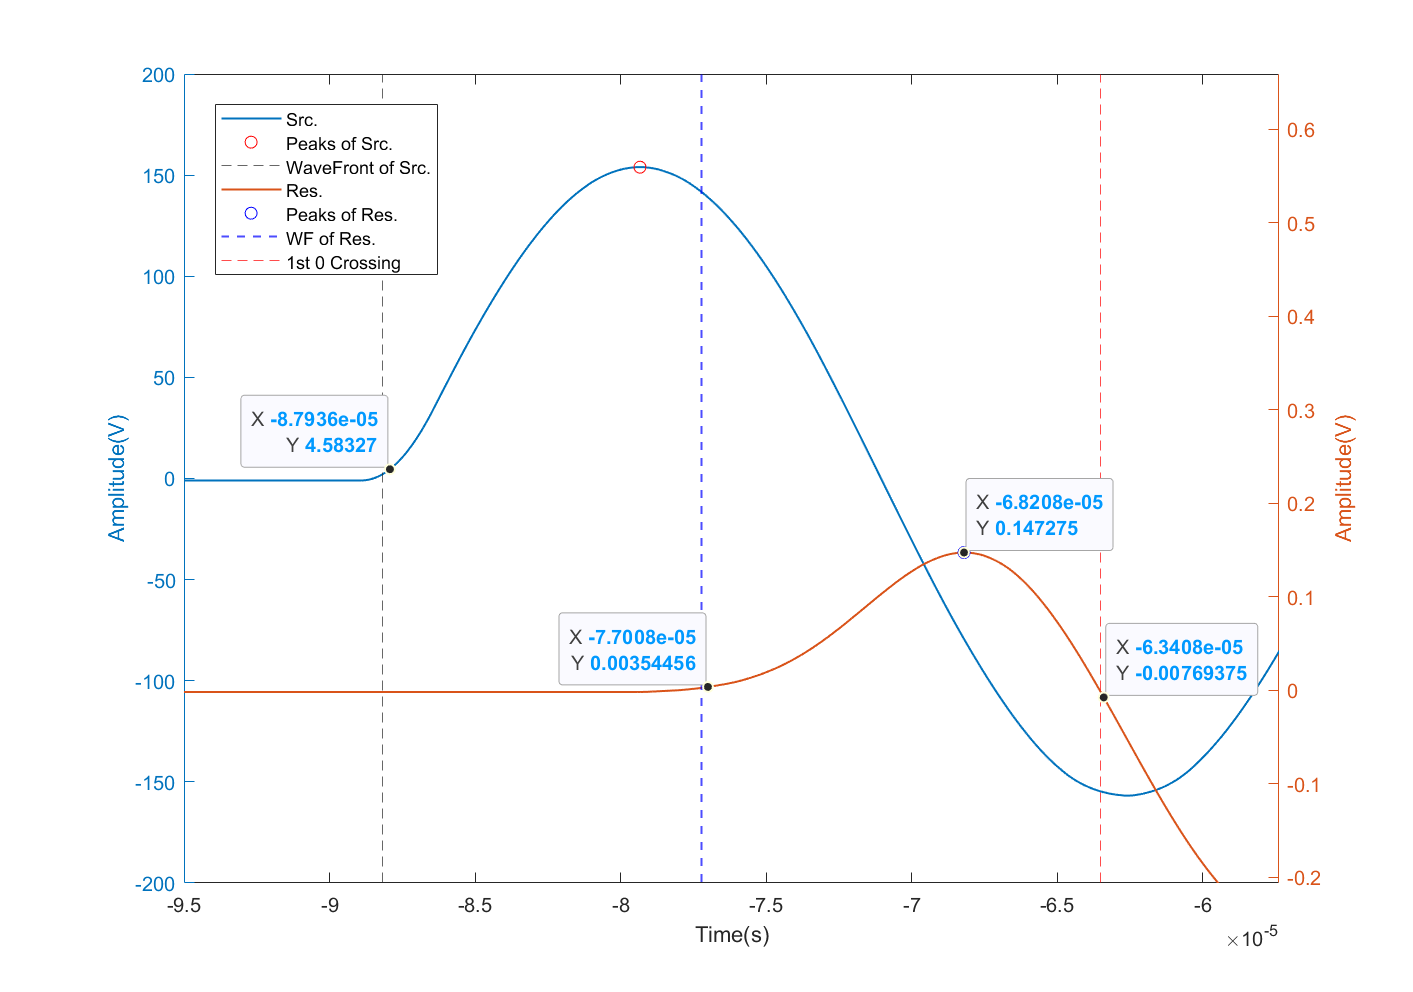 200
150
100
50
0
-50
-100
-150
-200
Amplitude(V)
Src.
Peaks of Src.
WaveFront of Src.
Res.
Peaks of Res.
WF of Res.
1st 0 Crossing
X -8.7936e-05
Y 4.58327
X -6.8208e-05
Y 0.147275
X -7.7008e-05
Y 0.00354456
X -6.3408e-05
Y -0.00769375
0.6
0.5
0.4
0.3
0.2
0.1
0
-0.1
-0.2
Amplitude(V)
-9.5 -9 -8.5 -8 -7.5 -7 -6.5 -6
Time(s)
×10-5